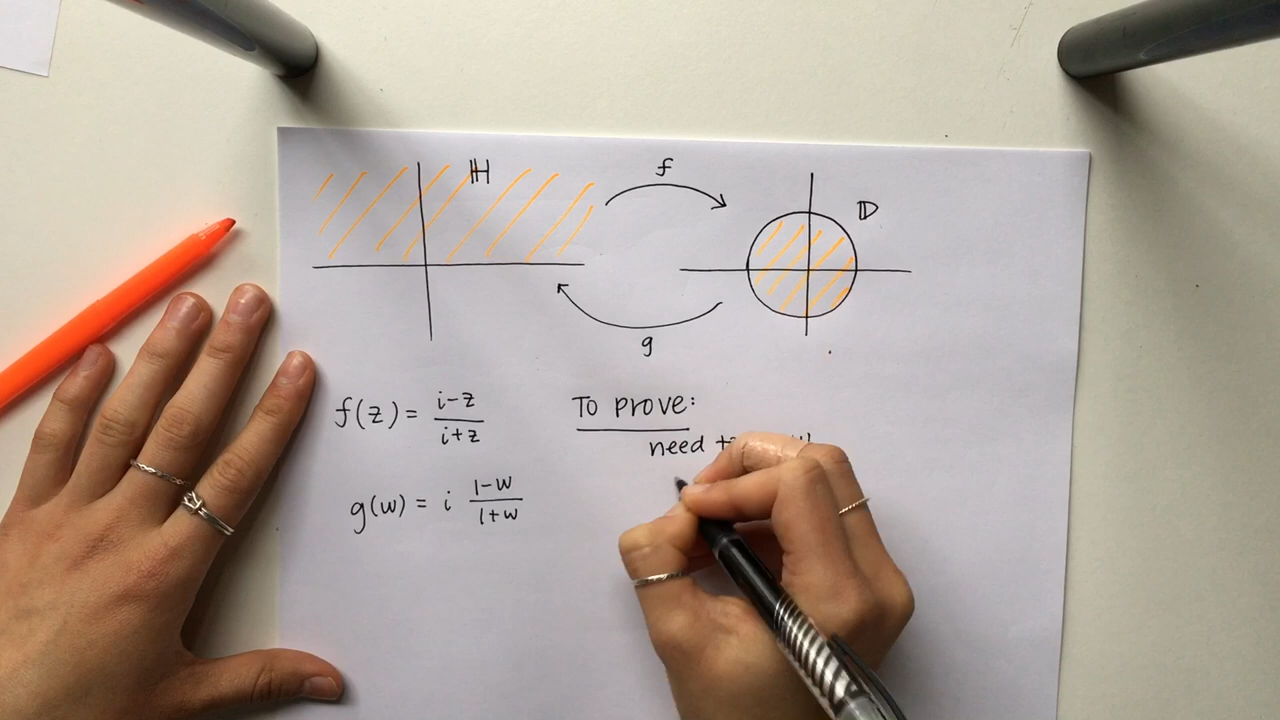 ℍ
f
𝔻
g
f(z) = i-z / i+z
To prove:
need
g(w) = i 1-w / 1+w